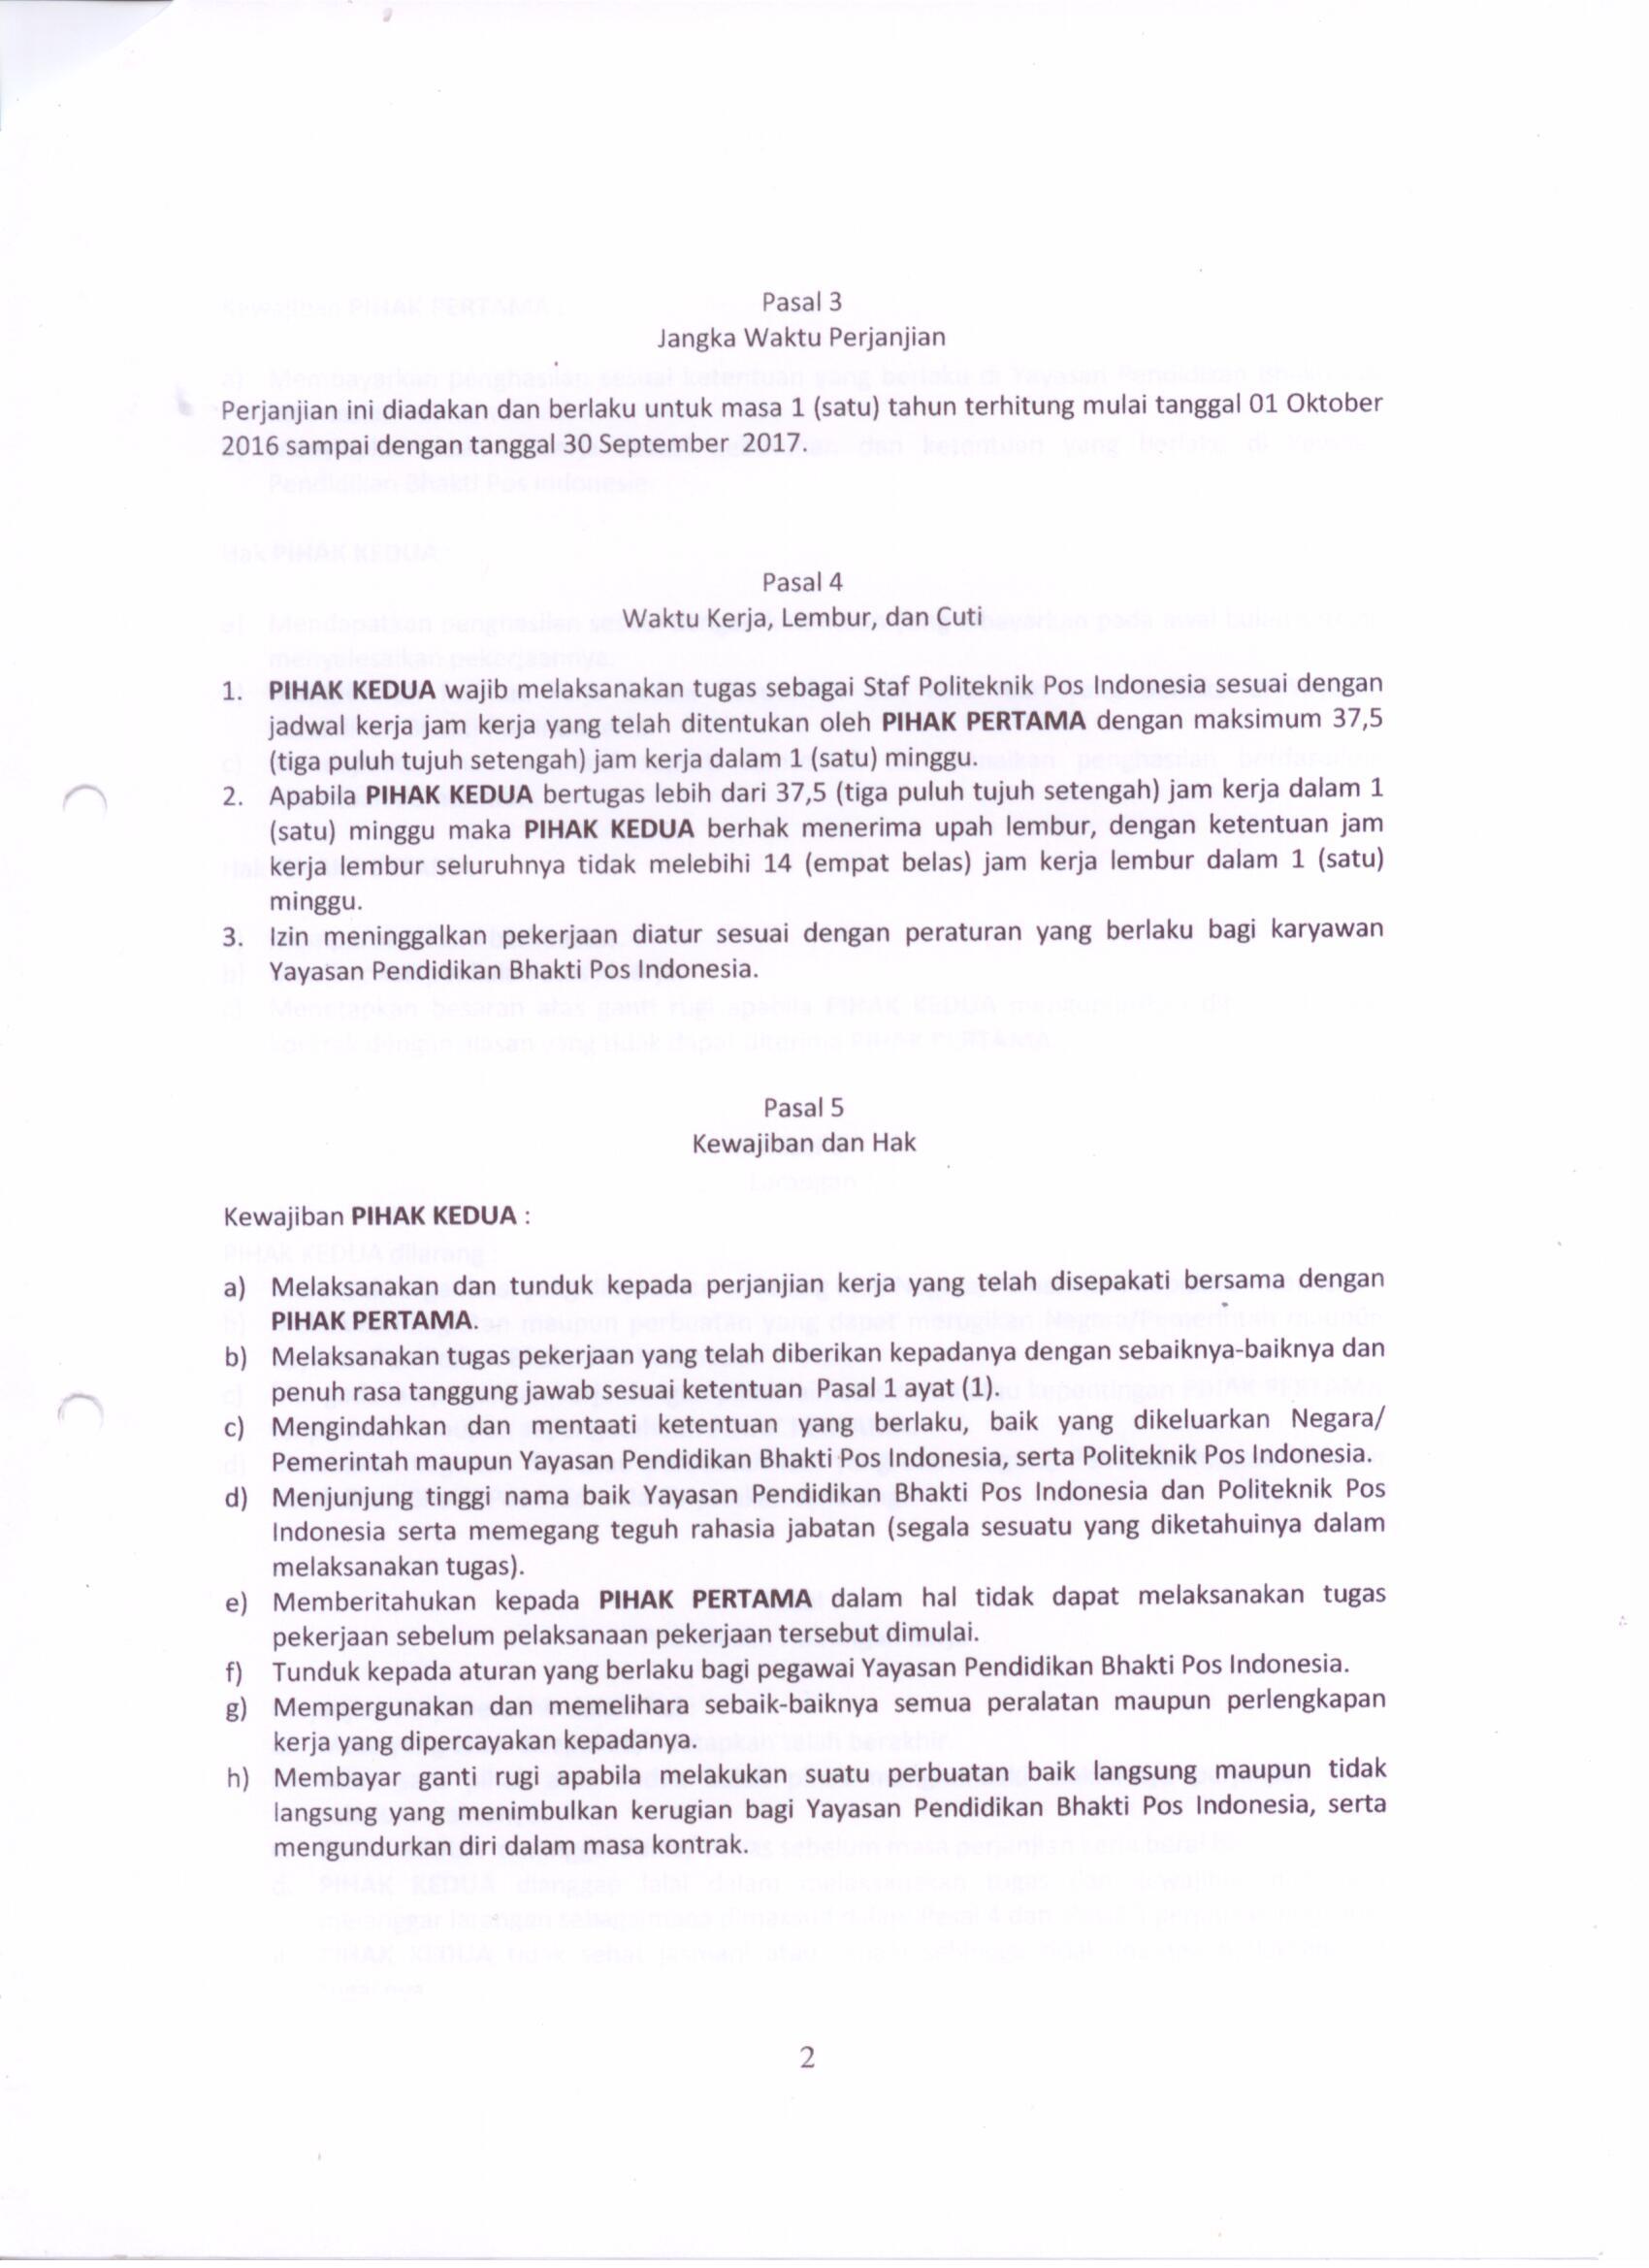 Pasal 3
Jangka Waktu Perjanjian
Perjanjian ini diadakan dan berlaku untuk masa 1 (satu) tahun terhitung mulai tanggal 01 Oktober
2016 sampai dengan tanggal 30 September 2017.
Pasal 4
Waktu Kerja, Lembur, dan Cuti
1. PIHAK KEDUA wajib melaksanakan tugas sebagai Staf Politeknik Pos Indonesia sesuai dengan
jadwal kerja jam kerja yang telah ditentukan oleh PIHAK PERTAMA dengan maksimum 37,5
(tiga puluh tujuh setengah) jam kerja dalam 1 (satu) minggu.
2. Apabila PIHAK KEDUA bertugas lebih dari 37,5 (tiga puluh tujuh setengah) jam kerja dalam 1
(satu) minggu maka PIHAK KEDUA berhak menerima upah lembur, dengan ketentuan jam
kerja lembur seluruhnya tidak melebihi 14 (empat belas) jam kerja lembur dalam 1 (satu)
minggu.
3. Izin meninggalkan pekerjaan diatur sesuai dengan peraturan yang berlaku bagi karyawan
Yayasan Pendidikan Bhakti Pos Indonesia.
Pasal 5
Kewajiban dan Hak
Kewajiban PIHAK KEDUA :
a) Melaksanakan dan tunduk kepada perjanjian kerja yang telah disepakati bersama dengan
PIHAK PERTAMA.
b) Melaksanakan tugas pekerjaan yang telah diberikan kepadanya dengan sebaiknya-baiknya dan
penuh rasa tanggung jawab sesuai ketentuan Pasal 1 ayat (1).
c) Mengindahkan dan mentaati ketentuan yang berlaku, baik yang dikeluarkan Negara/
Pemerintah maupun Yayasan Pendidikan Bhakti Pos Indonesia, serta Politeknik Pos Indonesia.
d) Menjunjung tinggi nama baik Yayasan Pendidikan Bhakti Pos Indonesia dan Politeknik Pos
Indonesia serta memegang teguh rahasia jabatan (segala sesuatu yang diketahuinya dalam
melaksanakan tugas).
e) Memberitahukan kepada PIHAK PERTAMA dalam hal tidak dapat melaksanakan tugas
pekerjaan sebelum pelaksanaan pekerjaan tersebut dimulai.
f) Tunduk kepada aturan yang berlaku bagi pegawai Yayasan Pendidikan Bhakti Pos Indonesia.
g) Mempergunakan dan memelihara sebaik-baiknya semua peralatan maupun perlengkapan
kerja yang dipercayakan kepadanya.
h) Membayar ganti rugi apabila melakukan suatu perbuatan baik langsung maupun tidak
langsung yang menimbulkan kerugian bagi Yayasan Pendidikan Bhakti Pos Indonesia, serta
mengundurkan diri dalam masa kontrak.
2